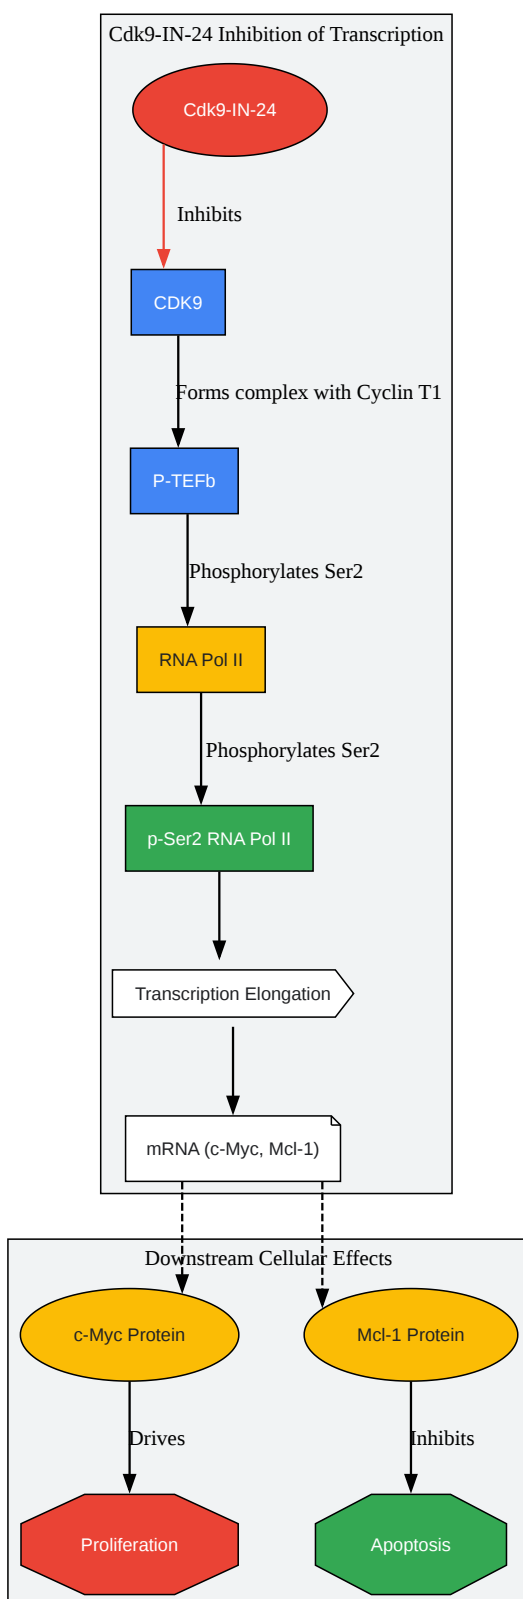 Cdk9-IN-24 Inhibition of Transcription
Cdk9-IN-24
Inhibits
CDK9
Forms complex with Cyclin T1
P-TEFb
Phosphorylates Ser2
RNA Pol II
Phosphorylates Ser2
p-Ser2 RNA Pol II
Transcription Elongation
mRNA (c-Myc, Mcl-1)
Downstream Cellular Effects
c-Myc Protein
Mcl-1 Protein
Drives
Inhibits
Proliferation
Apoptosis